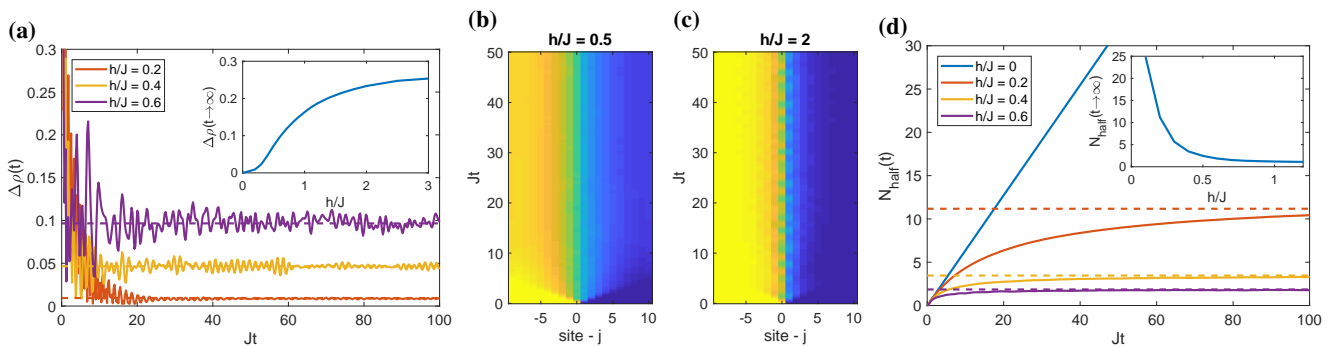 (a)
Δρ(t)
0.3
0.25
0.2
0.15
0.1
0.05
0
0 20 40 60 80 100
Jt
h/J = 0.2
h/J = 0.4
h/J = 0.6
Δρ(t→∞)
0.3
0.2
0.1
0
0 1 2 3
h/J
(b)
h/J = 0.5
Jt
50
40
30
20
10
0
-5 0 5 10
site - j
(c)
h/J = 2
Jt
50
40
30
20
10
0
-5 0 5 10
site - j
(d)
N_half(t)
30
25
20
15
10
5
0
0 20 40 60 80 100
Jt
h/J = 0
h/J = 0.2
h/J = 0.4
h/J = 0.6
N_half(t→∞)
25
20
15
10
5
0
0 0.5 1
h/J